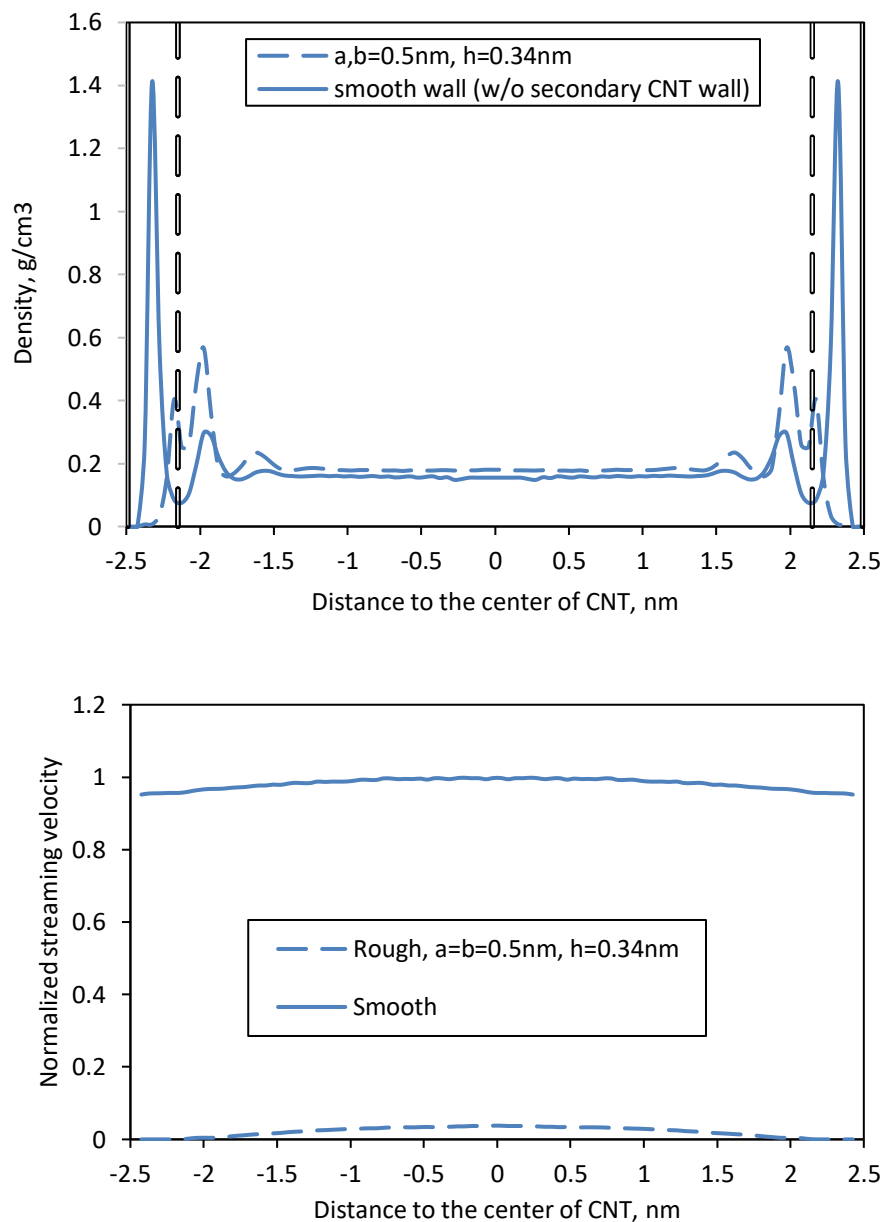 1.6
1.4
1.2
1
0.8
0.6
0.4
0.2
0
Density, g/cm3
a,b=0.5nm, h=0.34nm
smooth wall (w/o secondary CNT wall)
-2.5 -2 -1.5 -1 -0.5 0 0.5 1 1.5 2 2.5
Distance to the center of CNT, nm
1.2
1
0.8
0.6
0.4
0.2
0
Normalized streaming velocity
Rough, a=b=0.5nm, h=0.34nm
Smooth
-2.5 -2 -1.5 -1 -0.5 0 0.5 1 1.5 2 2.5
Distance to the center of CNT, nm